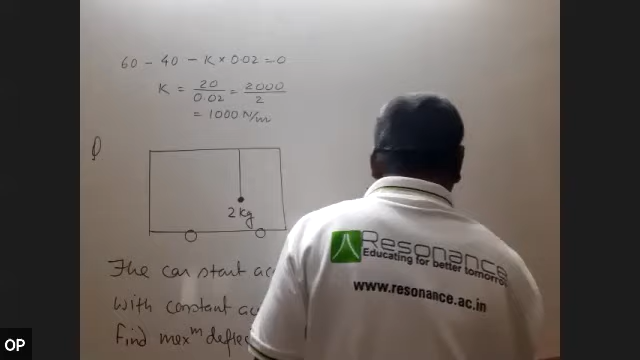 60 - 40 - K × 0.02 = 0
K = 20/0.02 = 2000/2
= 1000 N/m
2 kg
The car start
with constant
Find mex^m
Resonance
Educating for better tomorrow
www.resonance.ac.in
OP